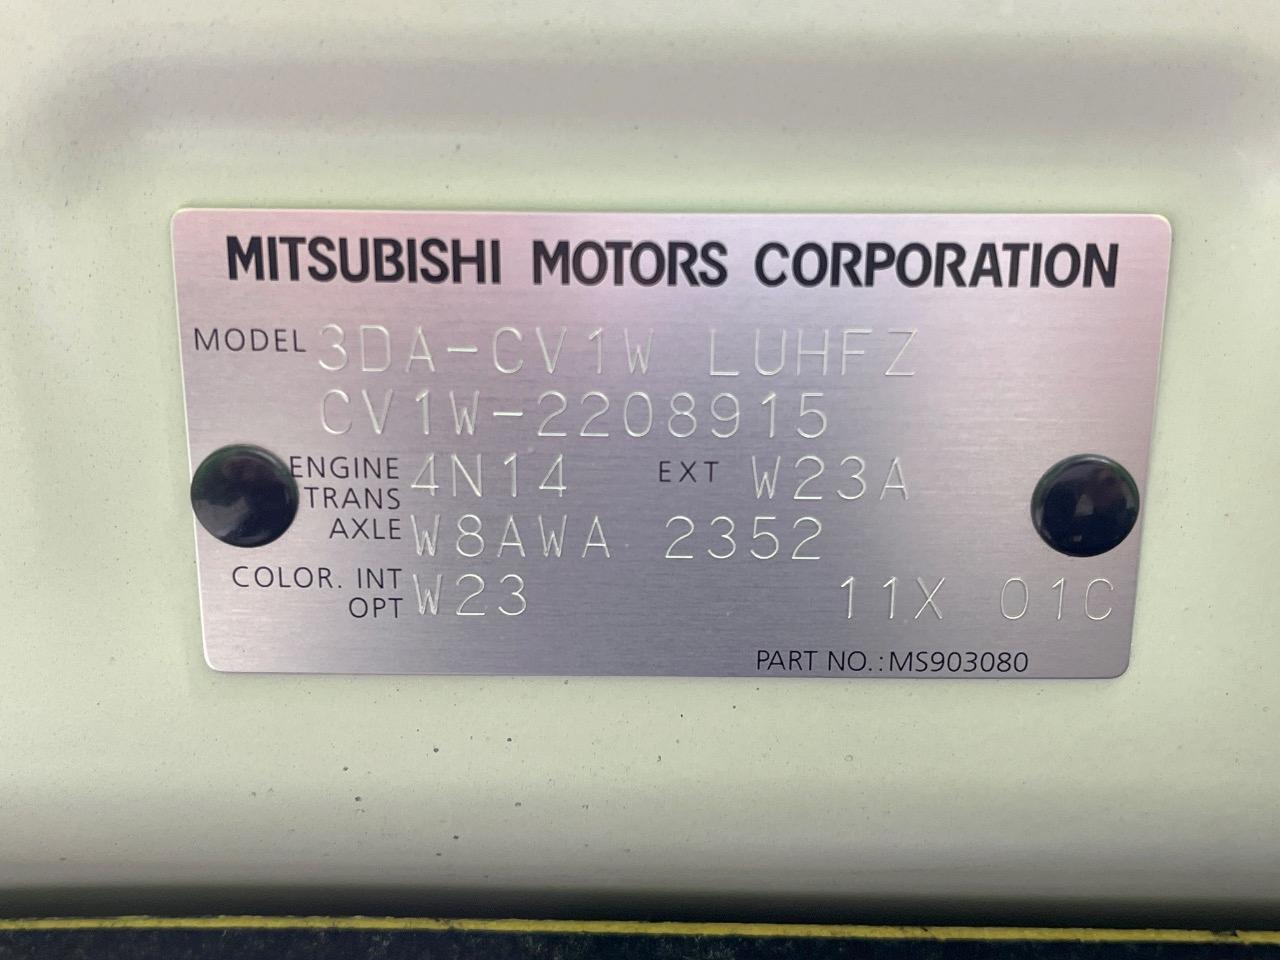 MITSUBISHI MOTORS CORPORATION
MODEL 3DA-CV1W LUHFZ
CV1W-2208915
ENGINE 4N14 EXT W23A
TRANS
AXLE W8AWA 2352
COLOR. INT W23 11X 01C
OPT
PART NO.: MS903080